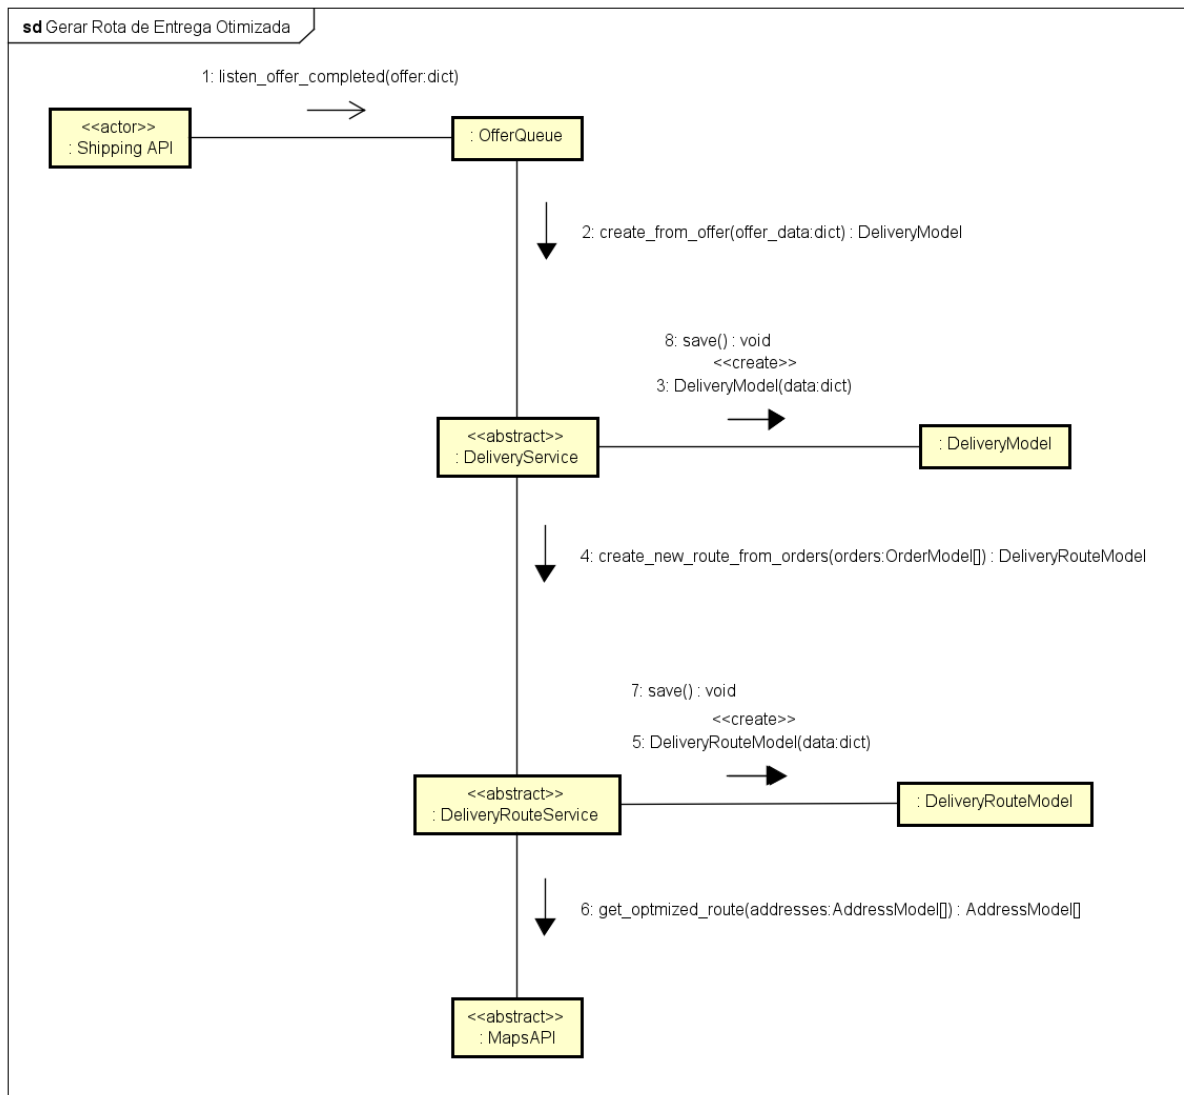 sd Gerar Rota de Entrega Otimizada
1: listen_offer_completed(offer:dict)
<<actor>>
: Shipping API
: OfferQueue
2: create_from_offer(offer_data:dict) : DeliveryModel
8: save() : void
<<create>>
3: DeliveryModel(data:dict)
<<abstract>>
: DeliveryService
: DeliveryModel
4: create_new_route_from_orders(orders:OrderModel[]) : DeliveryRouteModel
7: save() : void
<<create>>
5: DeliveryRouteModel(data:dict)
<<abstract>>
: DeliveryRouteService
: DeliveryRouteModel
6: get_optmized_route(addresses:AddressModel[]) : AddressModel[]
<<abstract>>
: MapsAPI